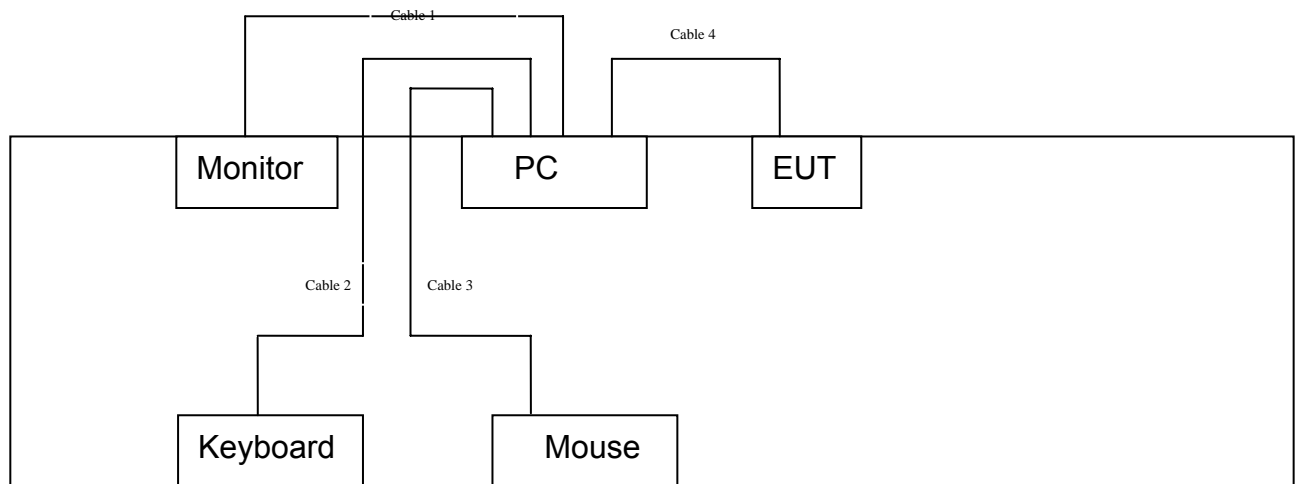 Cable 1
Cable 4
Monitor
PC
EUT
Cable 2
Cable 3
Keyboard
Mouse